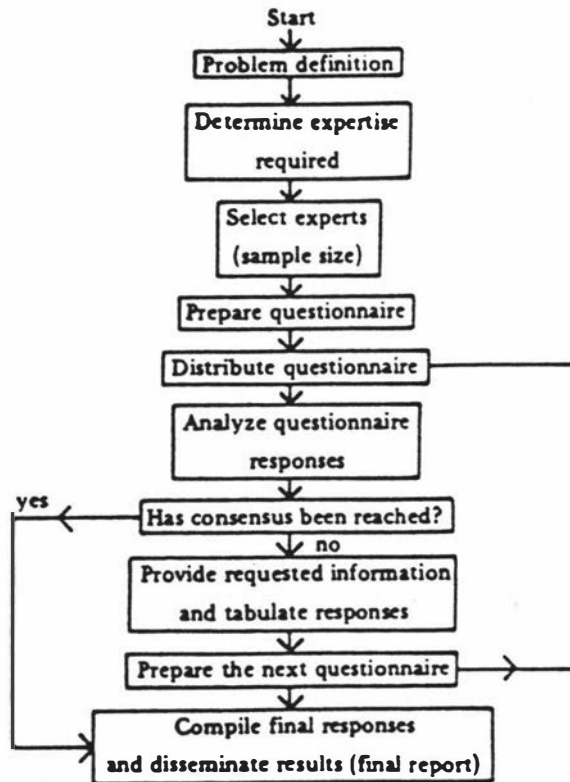 Start
Problem definition
Determine expertise
required
Select experts
(sample size)
Prepare questionnaire
Distribute questionnaire
Analyze questionnaire
responses
yes
Has consensus been reached?
no
Provide requested information
and tabulate responses
Prepare the next questionnaire
Compile final responses
and disseminate results (final report)